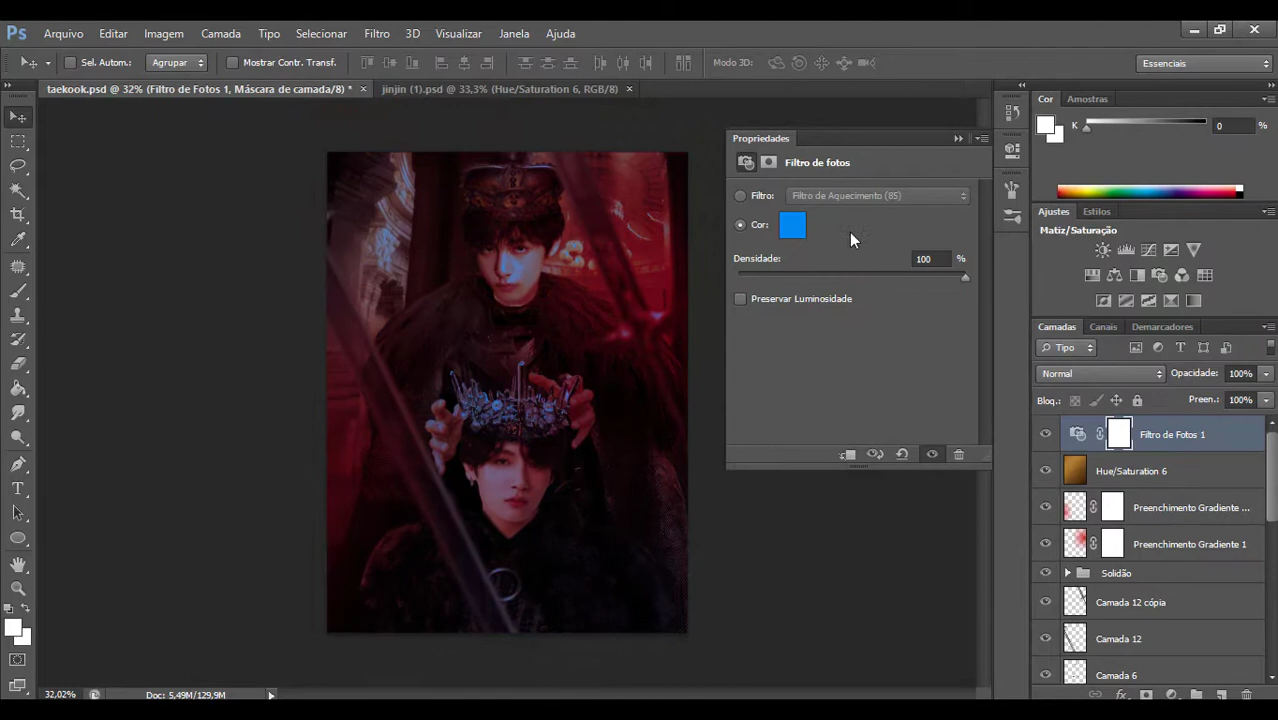 Ps Arquivo Editar Imagem Camada Tipo Selecionar Filtro 3D Visualizar Janela Ajuda
Sel. Autom.: Agrupar Mostrar Contr. Transf. Modo 3D: Essenciais
taekook.psd @ 32% (Filtro de Fotos 1, Máscara de camada/8) * × jinjin (1).psd @ 33,3% (Hue/Saturation 6, RGB/8) ×
Propriedades
Filtro de fotos
Filtro: Filtro de Aquecimento (85)
Cor:
Densidade: 100 %
Preservar Luminosidade
Cor Amostras
K 0 %
Ajustes Estilos
Matiz/Saturação
Camadas Canais Demarcadores
Tipo
Normal Opacidade: 100%
Bloq.: Preen.: 100%
Filtro de Fotos 1
Hue/Saturation 6
Preenchimento Gradiente ...
Preenchimento Gradiente 1
Solidão
Camada 12 cópia
Camada 12
Camada 6
T
32,02% Doc: 5,49M/129,9M
fx